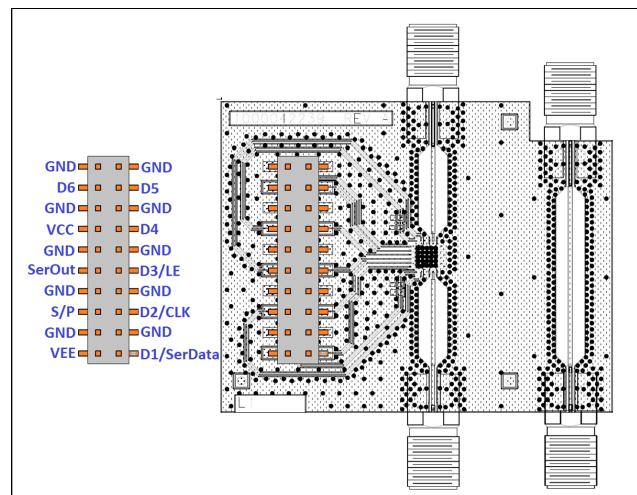 1000042239 REV A
GND GND
D6 D5
GND GND
VCC D4
GND GND
SerOut D3/LE
GND GND
S/P D2/CLK
GND GND
VEE D1/SerData